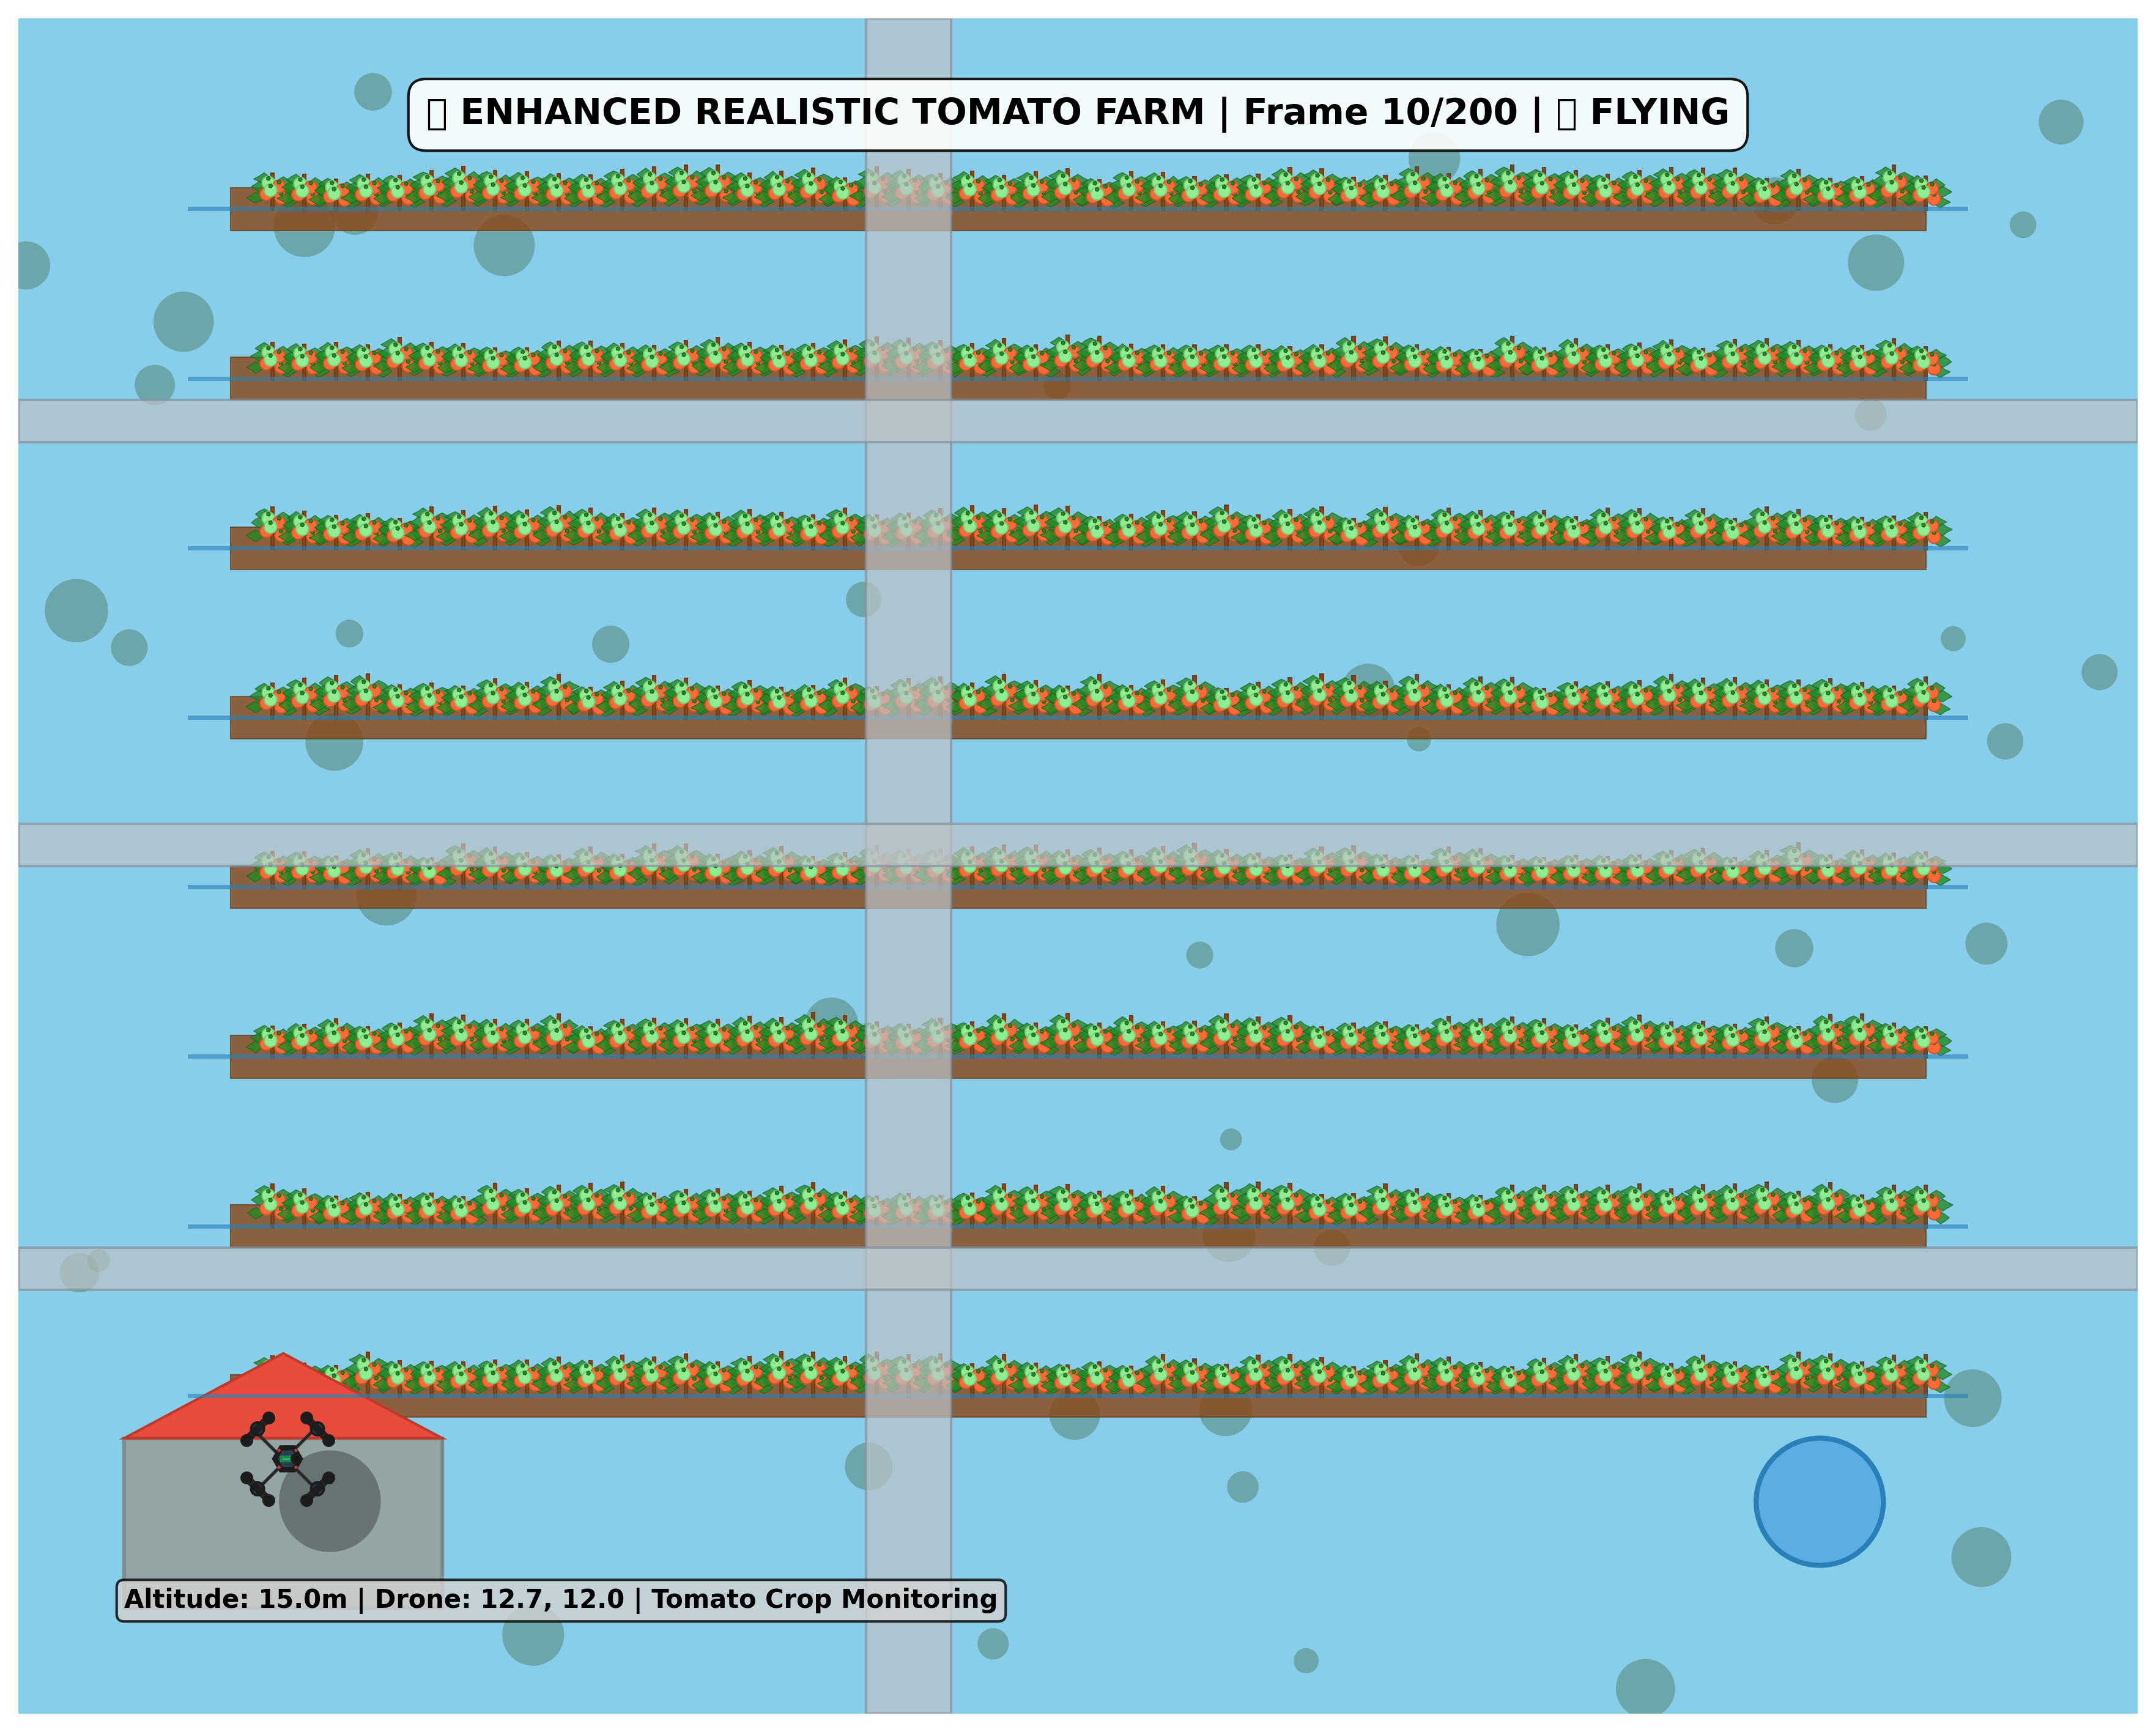 ▯ ENHANCED REALISTIC TOMATO FARM | Frame 10/200 | ▯ FLYING
Altitude: 15.0m | Drone: 12.7, 12.0 | Tomato Crop Monitoring